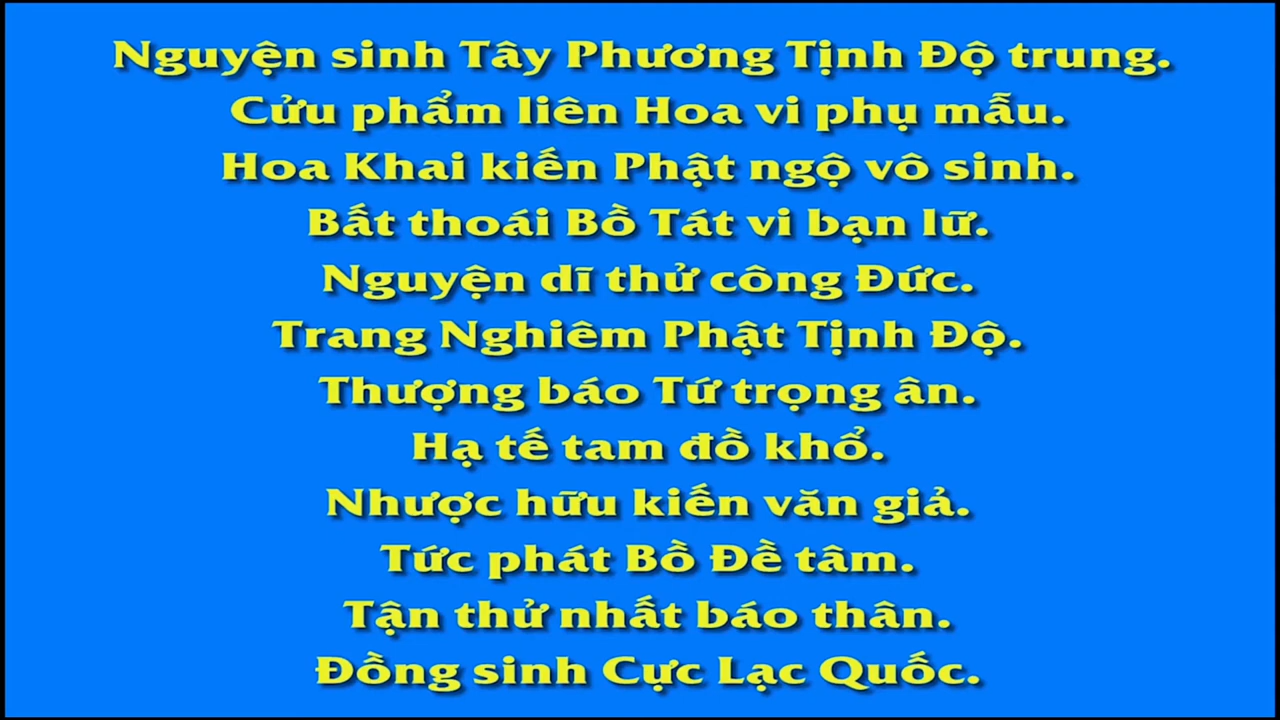 Nguyện sinh Tây Phương Tịnh Độ trung.
Cửu phẩm liên Hoa vi phụ mẫu.
Hoa Khai kiến Phật ngộ vô sinh.
Bất thoái Bồ Tát vi bạn lữ.
Nguyện dĩ thử công Đức.
Trang Nghiêm Phật Tịnh Độ.
Thượng báo Tứ trọng ân.
Hạ tế tam đồ khổ.
Nhược hữu kiến văn giả.
Tức phát Bồ Đề tâm.
Tận thử nhất báo thân.
Đồng sinh Cực Lạc Quốc.